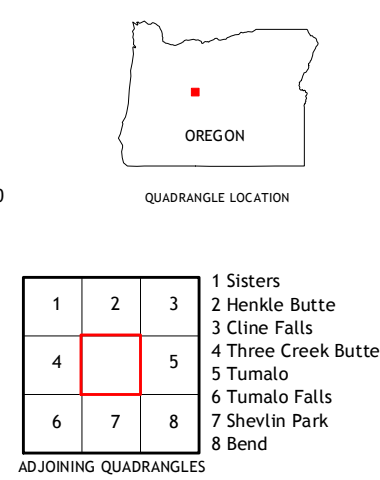 OREGON
0
QUADRANGLE LOCATION
1 2 3
4 5
6 7 8
1 Sisters
2 Henkle Butte
3 Cline Falls
4 Three Creek Butte
5 Tumalo
6 Tumalo Falls
7 Shevlin Park
8 Bend
ADJOINING QUADRANGLES